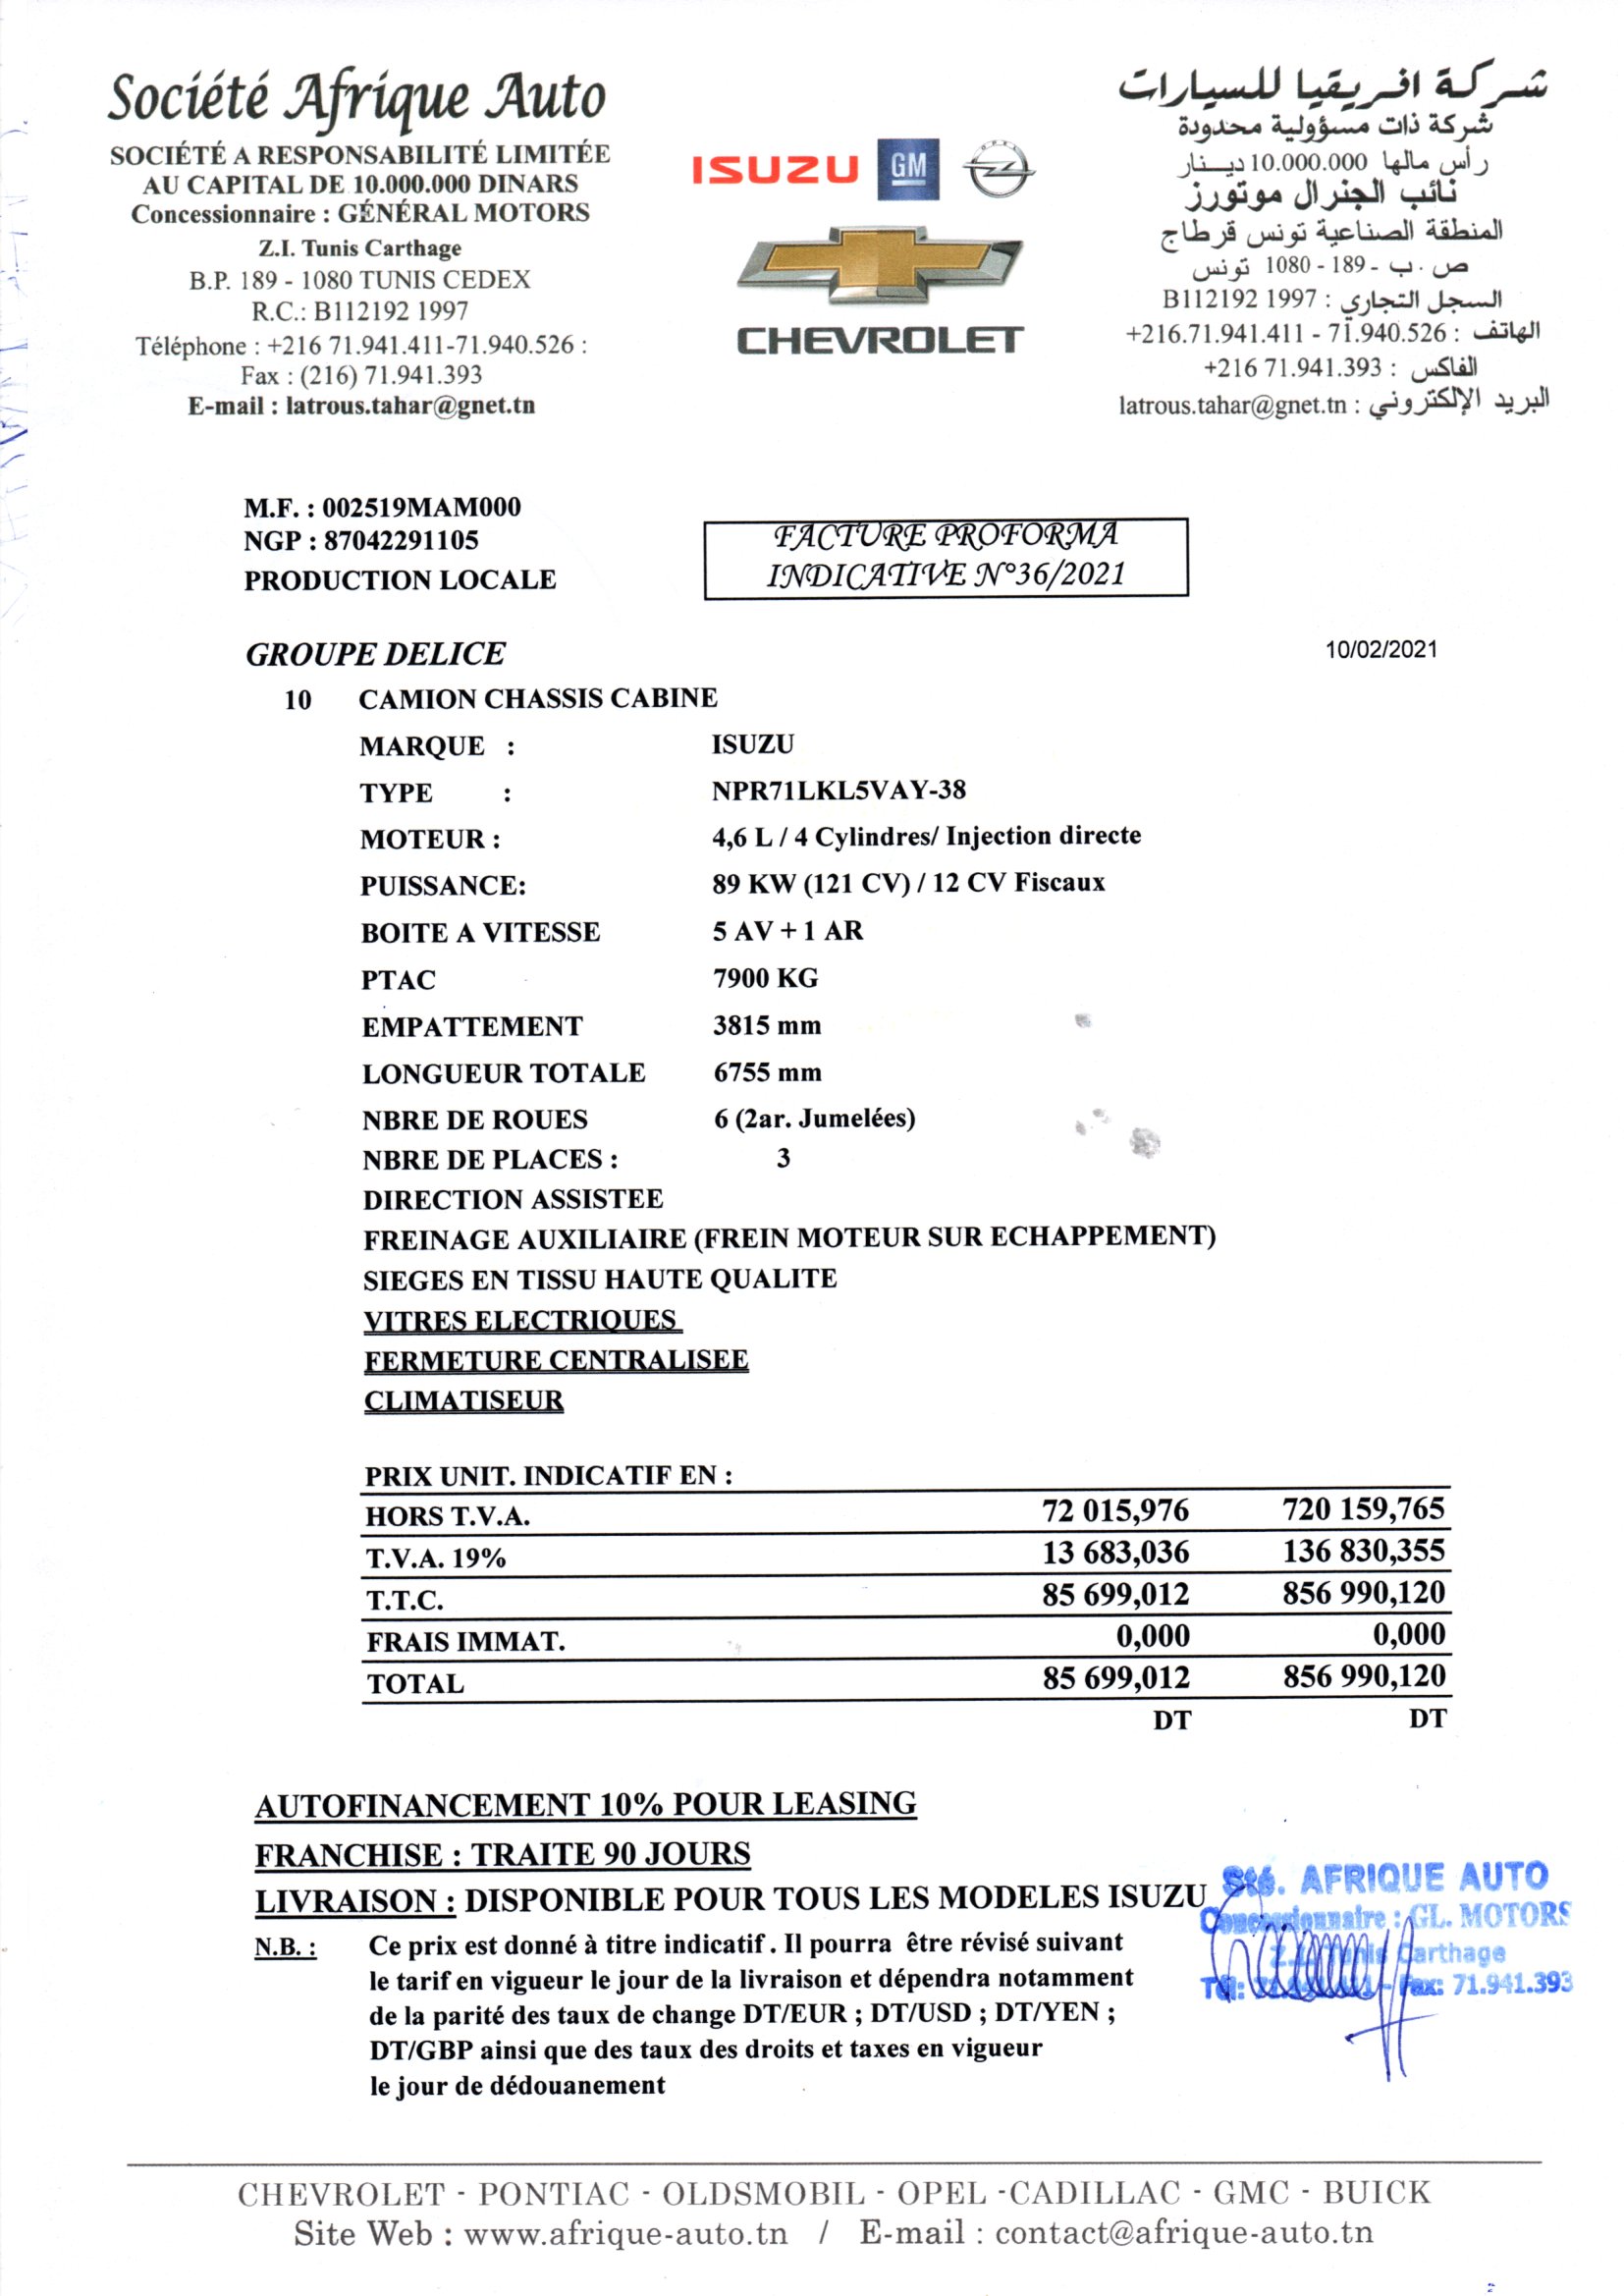 Société Afrique Auto
SOCIÉTÉ A RESPONSABILITÉ LIMITÉE
AU CAPITAL DE 10.000.000 DINARS
Concessionnaire : GÉNÉRAL MOTORS
Z.I. Tunis Carthage
B.P. 189 - 1080 TUNIS CEDEX
R.C.: B112192 1997
Téléphone : +216 71.941.411-71.940.526 :
Fax : (216) 71.941.393
E-mail : latrous.tahar@gnet.tn
ISUZU GM OPEL
CHEVROLET
شركة افريقيا للسيارات
شركة ذات مسؤولية محدودة
رأس مالها 10.000.000 دينار
نائب الجنرال موتورز
المنطقة الصناعية تونس قرطاج
ص . ب - 189 - 1080 تونس
السجل التجاري : B112192 1997
الهاتف : 71.940.526 - 216.71.941.411+
الفاكس : 71.941.393 216+
البريد الإلكتروني : latrous.tahar@gnet.tn
M.F. : 002519MAM000
NGP : 87042291105
PRODUCTION LOCALE
FACTURE PROFORMA
INDICATIVE N°36/2021
GROUPE DELICE 10/02/2021
10 CAMION CHASSIS CABINE
MARQUE : ISUZU
TYPE : NPR71LKL5VAY-38
MOTEUR : 4,6 L / 4 Cylindres/ Injection directe
PUISSANCE: 89 KW (121 CV) / 12 CV Fiscaux
BOITE A VITESSE 5 AV + 1 AR
PTAC 7900 KG
EMPATTEMENT 3815 mm
LONGUEUR TOTALE 6755 mm
NBRE DE ROUES 6 (2ar. Jumelées)
NBRE DE PLACES : 3
DIRECTION ASSISTEE
FREINAGE AUXILIAIRE (FREIN MOTEUR SUR ECHAPPEMENT)
SIEGES EN TISSU HAUTE QUALITE
VITRES ELECTRIQUES
FERMETURE CENTRALISEE
CLIMATISEUR
PRIX UNIT. INDICATIF EN :
HORS T.V.A. 72 015,976 720 159,765
T.V.A. 19% 13 683,036 136 830,355
T.T.C. 85 699,012 856 990,120
FRAIS IMMAT. 0,000 0,000
TOTAL 85 699,012 856 990,120
DT DT
AUTOFINANCEMENT 10% POUR LEASING
FRANCHISE : TRAITE 90 JOURS
LIVRAISON : DISPONIBLE POUR TOUS LES MODELES ISUZU
N.B. : Ce prix est donné à titre indicatif . Il pourra être révisé suivant
le tarif en vigueur le jour de la livraison et dépendra notamment
de la parité des taux de change DT/EUR ; DT/USD ; DT/YEN ;
DT/GBP ainsi que des taux des droits et taxes en vigueur
le jour de dédouanement
Sté. AFRIQUE AUTO
Concessionnaire : GL. MOTORS
Z.I. Tunis Carthage
Tél: 71.941.411 - Fax: 71.941.393
CHEVROLET - PONTIAC - OLDSMOBIL - OPEL -CADILLAC - GMC - BUICK
Site Web : www.afrique-auto.tn / E-mail : contact@afrique-auto.tn